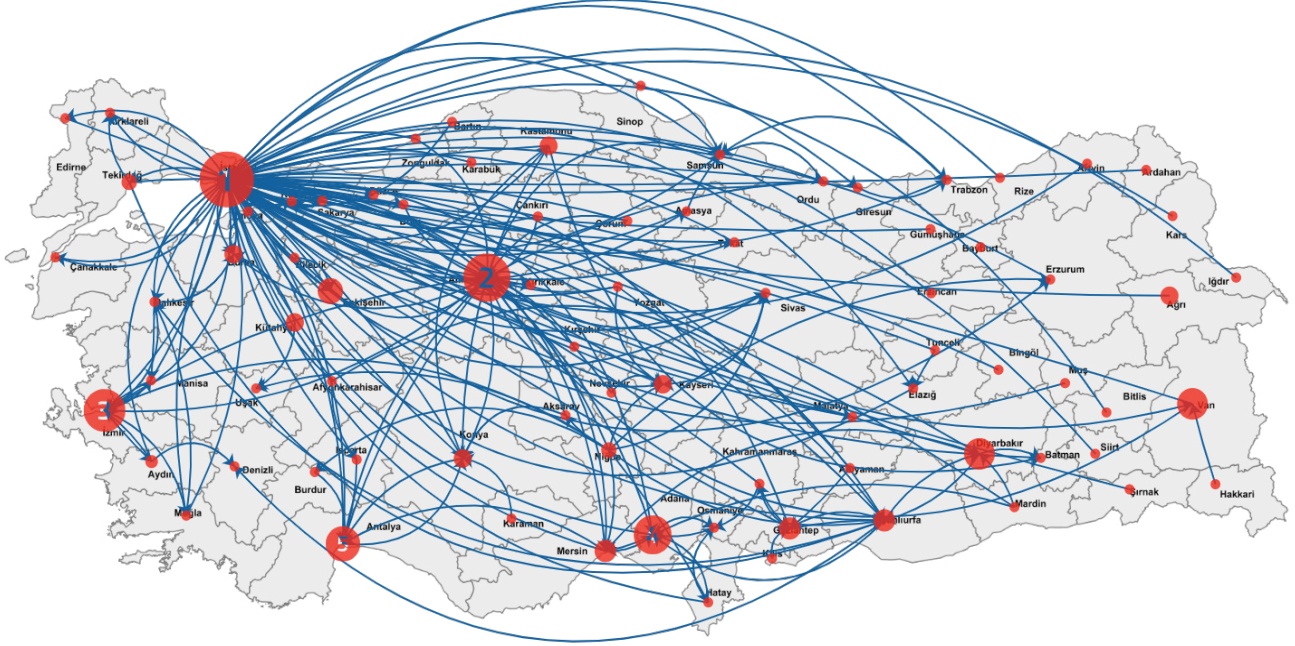 Sinop
Bartın
Kırklareli
Kastamonu
Zonguldak
Karabük
Samsun
Edirne
Tekirdağ
1
Artvin
Ardahan
Trabzon
Rize
Ordu
Giresun
Sakarya
Çankırı
Amasya
Çorum
Kars
Gümüşhane
Bayburt
Tokat
Çanakkale
Bursa
Bilecik
2
Kırıkkale
Erzurum
Iğdır
Balıkesir
Eskişehir
Yozgat
Sivas
Erzincan
Ağrı
Kütahya
Kırşehir
Tunceli
Bingöl
Muş
Manisa
Afyonkarahisar
Nevşehir
Kayseri
Uşak
Aksaray
Malatya
Elazığ
Bitlis
Van
3
İzmir
Konya
Diyarbakır
Batman
Siirt
Kahramanmaraş
Niğde
Isparta
Denizli
Aydın
Adıyaman
Burdur
Şırnak
Hakkari
Adana
Mardin
Osmaniye
Muğla
Antalya
Karaman
Şanlıurfa
Gaziantep
4
5
Mersin
Kilis
Hatay